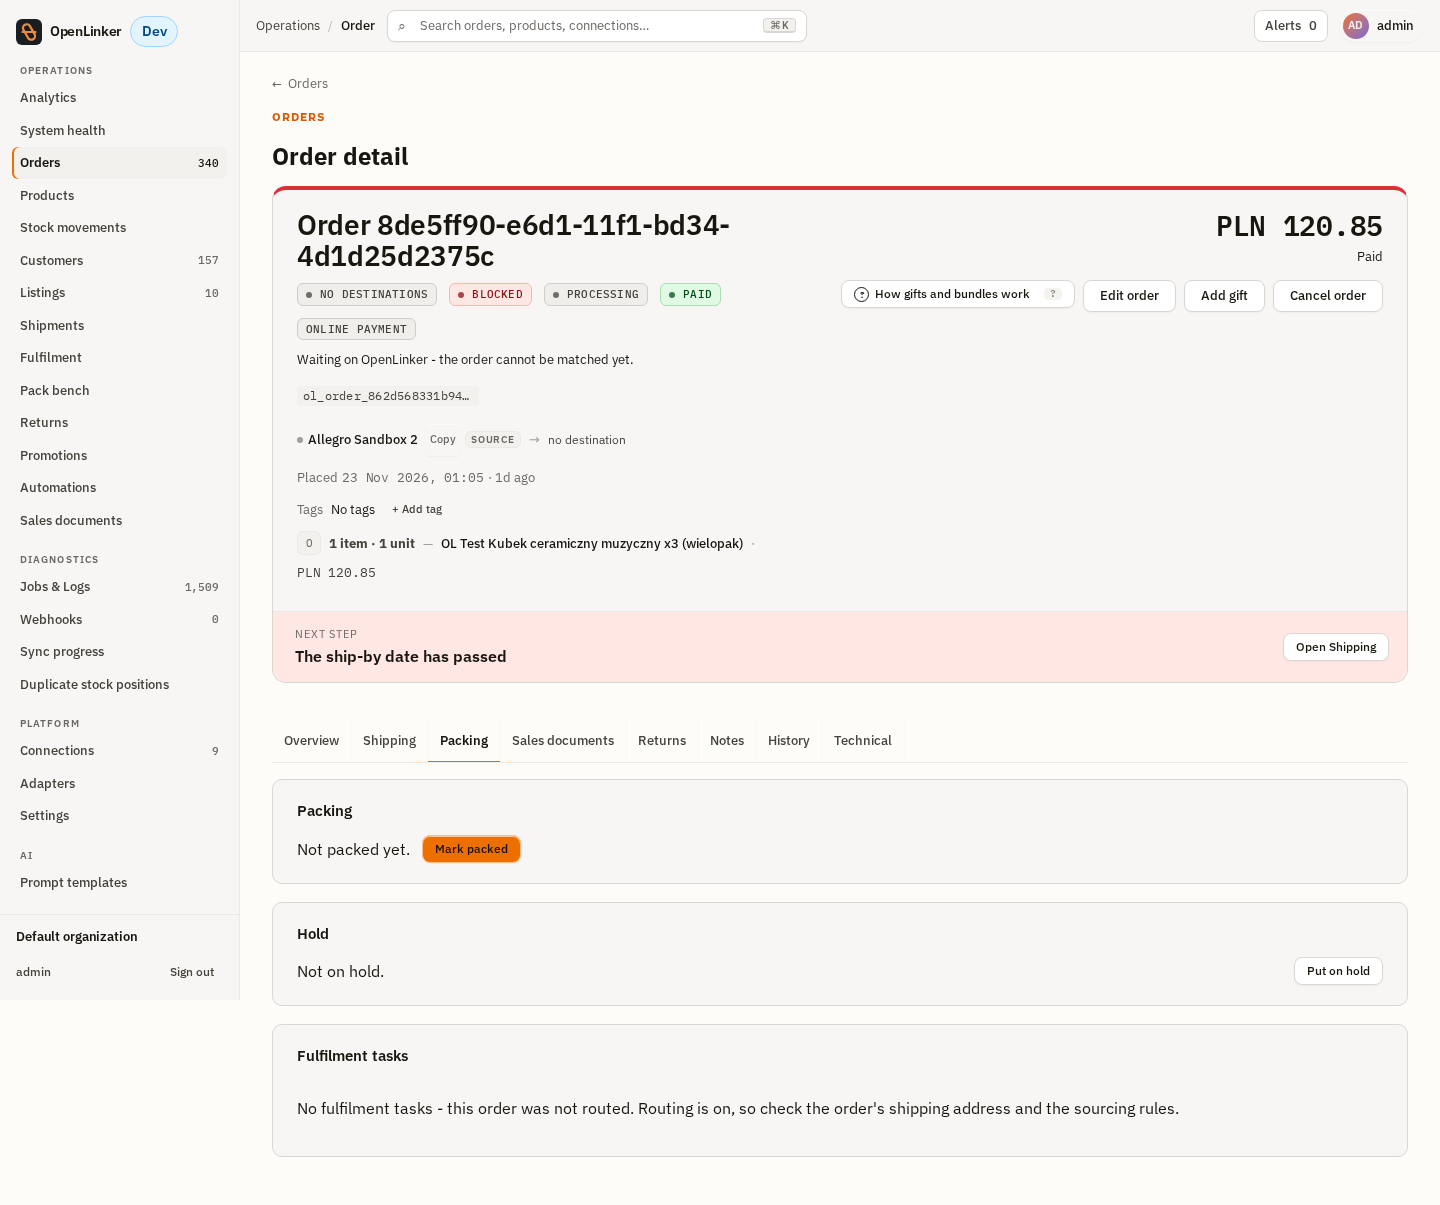 OpenLinker
Dev
OPERATIONS
Analytics
System health
Orders 340
Products
Stock movements
Customers 157
Listings 10
Shipments
Fulfilment
Pack bench
Returns
Promotions
Automations
Sales documents
DIAGNOSTICS
Jobs & Logs 1,509
Webhooks 0
Sync progress
Duplicate stock positions
PLATFORM
Connections 9
Adapters
Settings
AI
Prompt templates
Default organization
admin Sign out
Operations / Order
Search orders, products, connections... ⌘K
Alerts 0
AD admin
← Orders
ORDERS
Order detail
Order 8de5ff90-e6d1-11f1-bd34-
4d1d25d2375c
PLN 120.85
Paid
NO DESTINATIONS BLOCKED PROCESSING PAID
ONLINE PAYMENT
? How gifts and bundles work ?
Edit order
Add gift
Cancel order
Waiting on OpenLinker - the order cannot be matched yet.
ol_order_862d568331b94…
Allegro Sandbox 2 Copy SOURCE → no destination
Placed 23 Nov 2026, 01:05 · 1d ago
Tags No tags + Add tag
O 1 item · 1 unit — OL Test Kubek ceramiczny muzyczny x3 (wielopak) ·
PLN 120.85
NEXT STEP
The ship-by date has passed
Open Shipping
Overview Shipping Packing Sales documents Returns Notes History Technical
Packing
Not packed yet. Mark packed
Hold
Not on hold. Put on hold
Fulfilment tasks
No fulfilment tasks - this order was not routed. Routing is on, so check the order's shipping address and the sourcing rules.